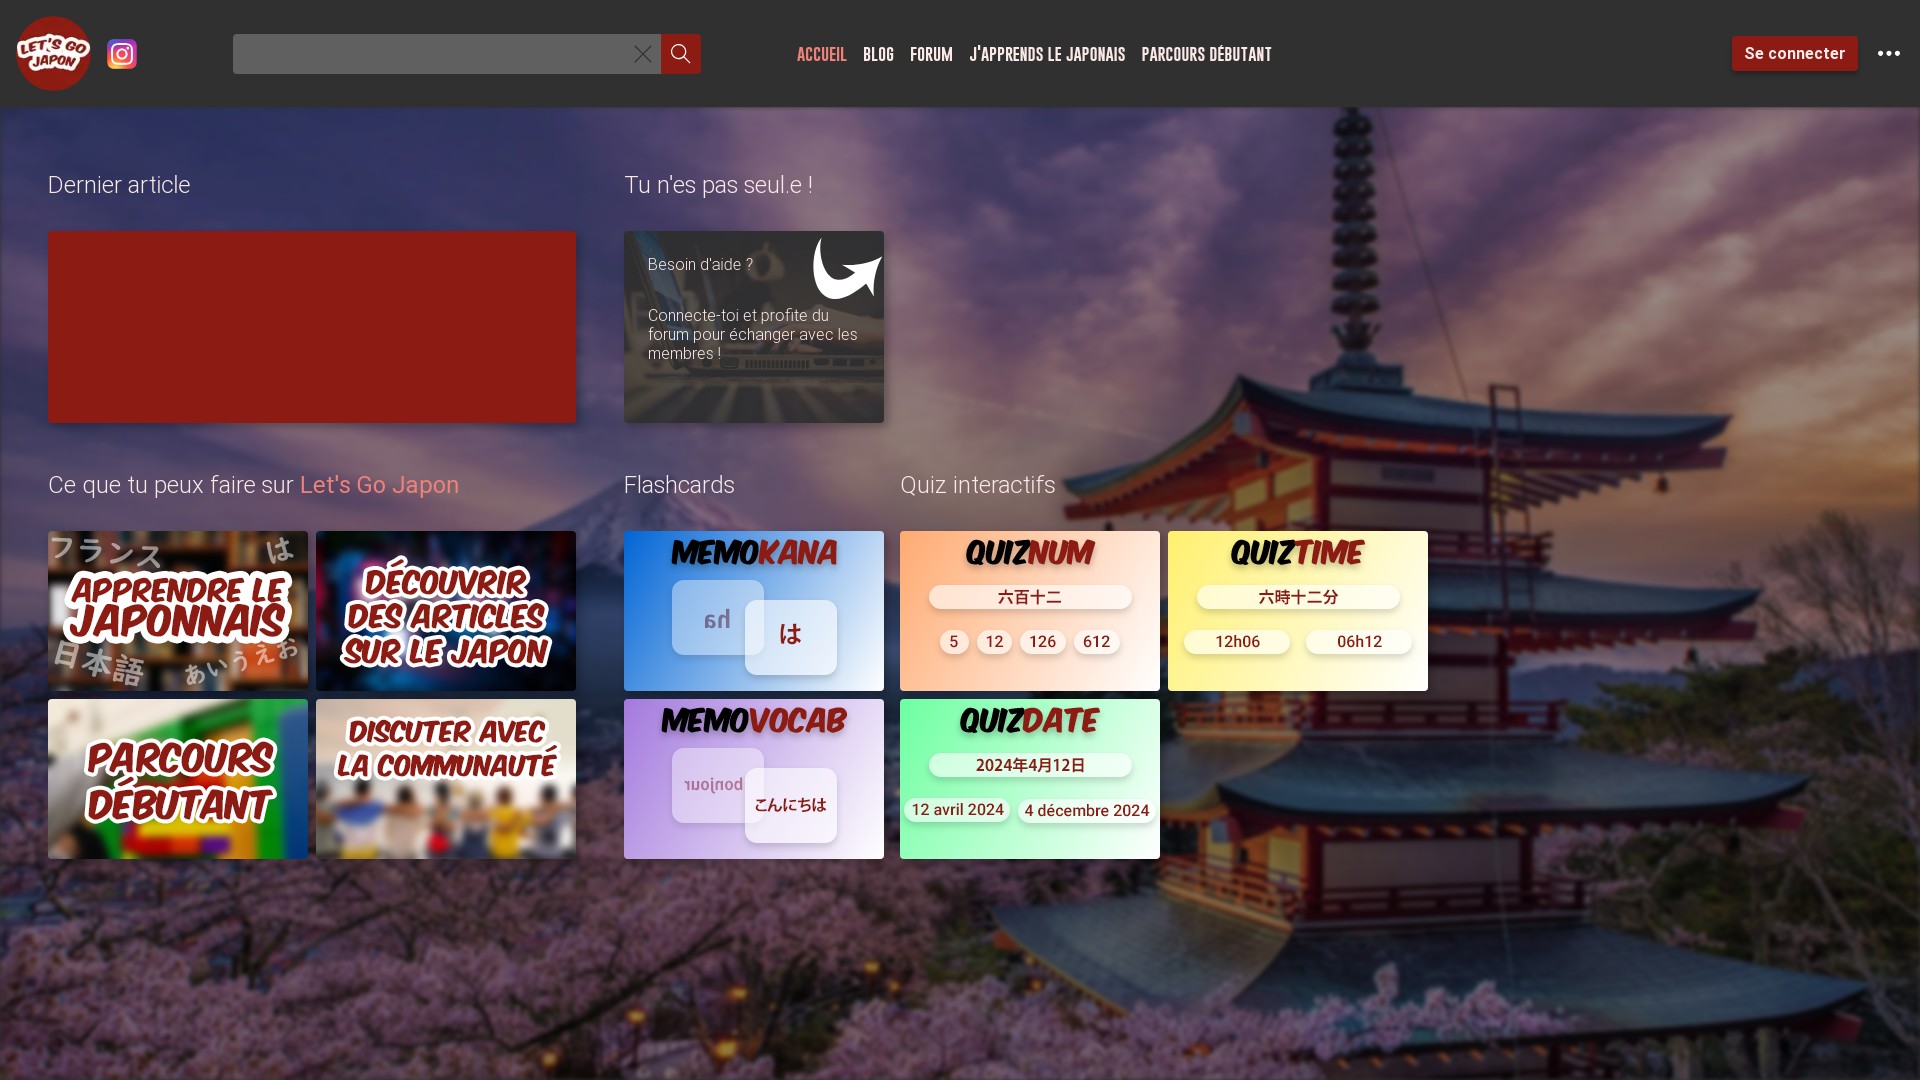 LET'S GO
JAPON
ACCUEIL BLOG FORUM J'APPRENDS LE JAPONAIS PARCOURS DÉBUTANT
Se connecter
Dernier article
Tu n'es pas seul.e !
Besoin d'aide ?
Connecte-toi et profite du
forum pour échanger avec les
membres !
Ce que tu peux faire sur Let's Go Japon
フランス は
APPRENDRE LE
JAPONNAIS
日本語 あいうえお
DÉCOUVRIR
DES ARTICLES
SUR LE JAPON
PARCOURS
DÉBUTANT
DISCUTER AVEC
LA COMMUNAUTÉ
Flashcards
MEMOKANA
ha
は
MEMOVOCAB
bonjour
こんにちは
Quiz interactifs
QUIZNUM
六百十二
5 12 126 612
QUIZTIME
六時十二分
12h06 06h12
QUIZDATE
2024年4月12日
12 avril 2024 4 décembre 2024